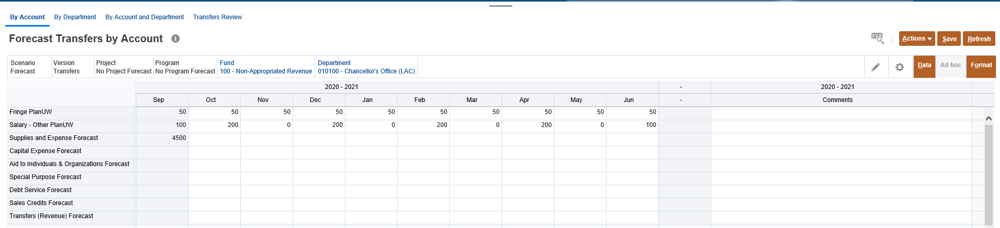 By Account By Department By Account and Department Transfers Review
Forecast Transfers by Account
Actions Save Refresh
Scenario Version Project Program Fund Department
Forecast Transfers No Project Forecast No Program Forecast 100 - Non-Appropriated Revenue 010100 - Chancellor's Office (LAC)
Data Ad hoc Format
2020 - 2021 - 2020 - 2021
Sep Oct Nov Dec Jan Feb Mar Apr May Jun - Comments
Fringe PlanUW 50 50 50 50 50 50 50 50 50 50
Salary - Other PlanUW 100 200 0 200 0 200 0 200 0 100
Supplies and Expense Forecast 4500
Capital Expense Forecast
Aid to Individuals & Organizations Forecast
Special Purpose Forecast
Debt Service Forecast
Sales Credits Forecast
Transfers (Revenue) Forecast